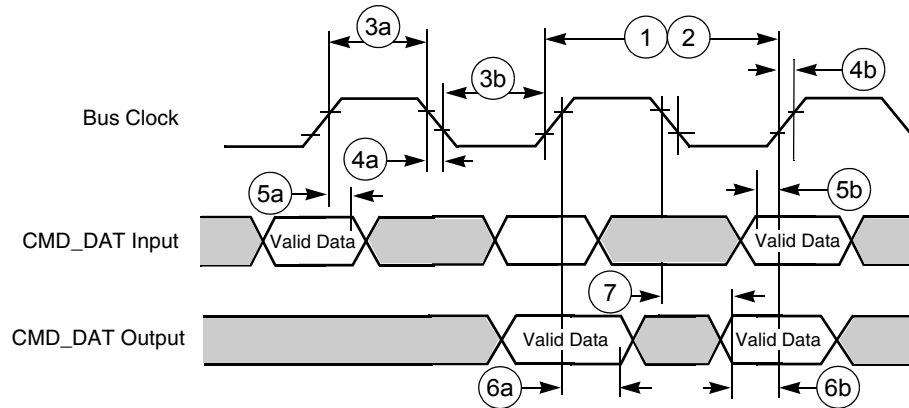 3a
1 2
3b
4b
Bus Clock
4a
5a
5b
CMD_DAT Input
Valid Data
Valid Data
7
CMD_DAT Output
Valid Data
Valid Data
6a
6b